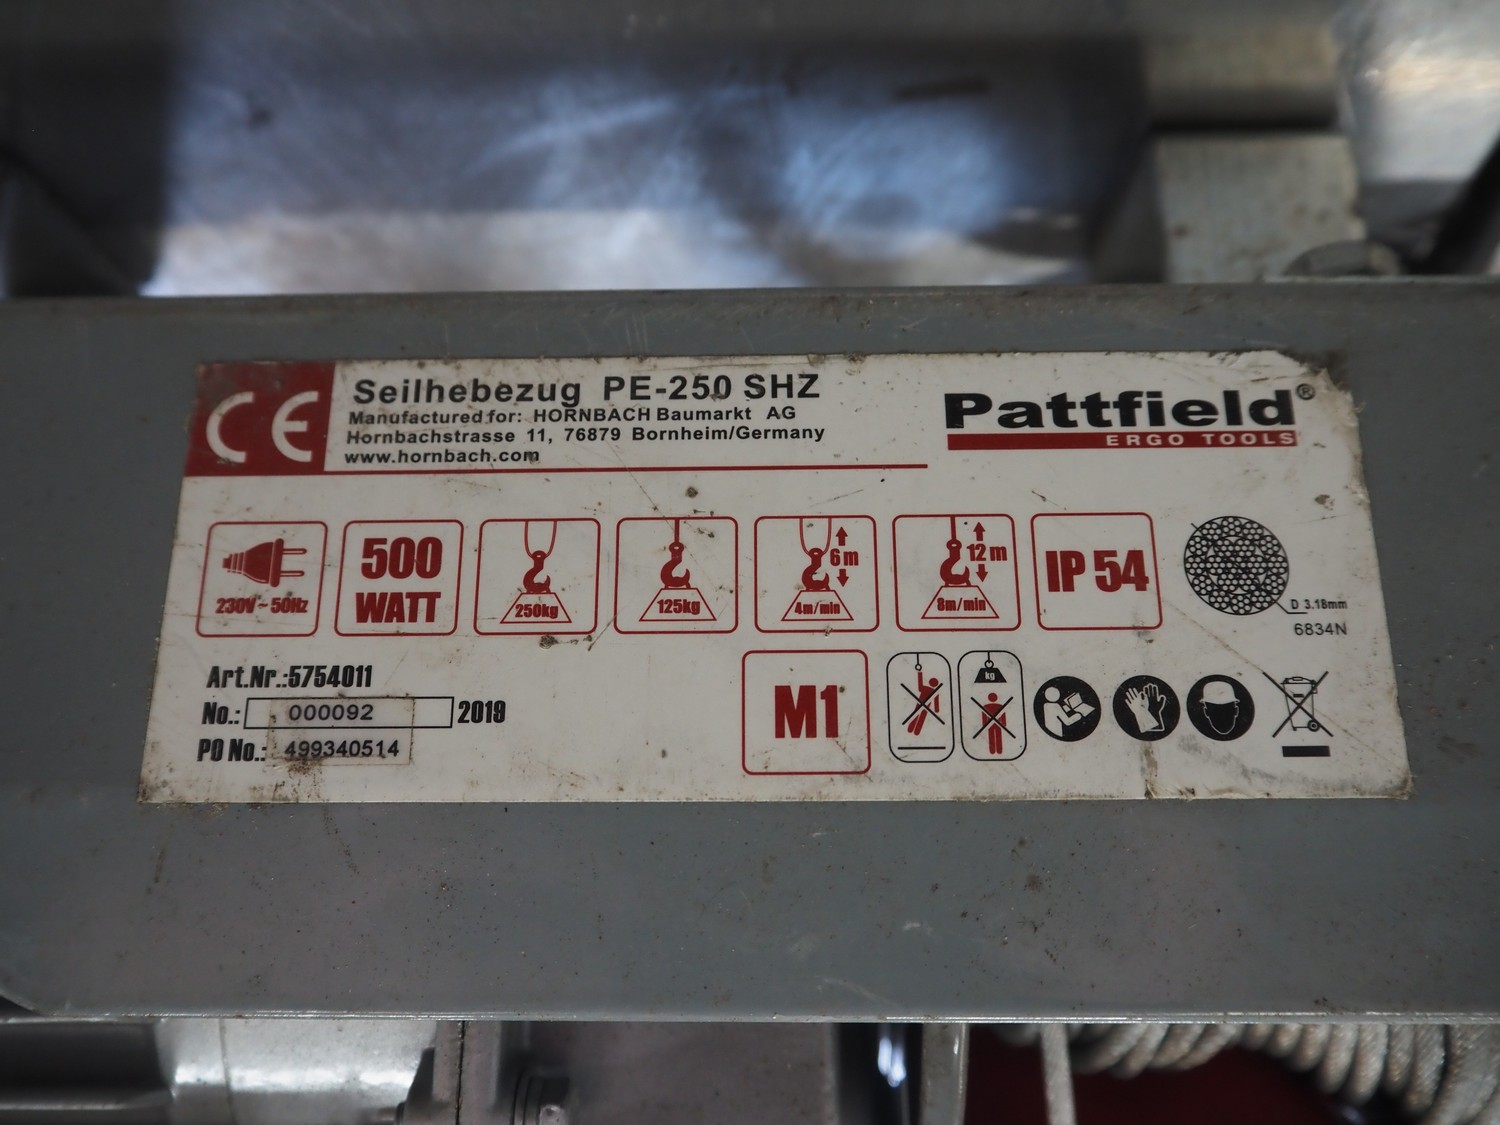 CE
Seilhebezug PE-250 SHZ
Manufactured for: HORNBACH Baumarkt AG
Hornbachstrasse 11, 76879 Bornheim/Germany
www.hornbach.com
Pattfield®
ERGO TOOLS
230V~50Hz
500
WATT
250kg
125kg
6m
4m/min
12m
8m/min
IP 54
D 3.18mm
6834N
Art.Nr.:5754011
No.: 000092 2019
PO No.: 499340514
M1
kg